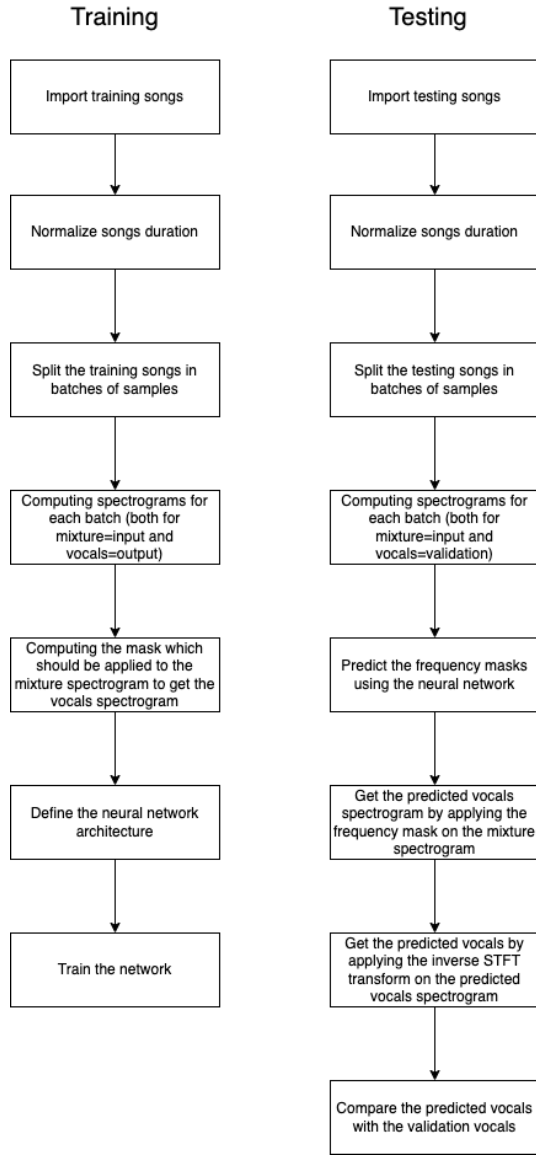 Training
Import training songs
Normalize songs duration
Split the training songs in
batches of samples
Computing spectrograms for
each batch (both for
mixture=input and
vocals=output)
Computing the mask which
should be applied to the
mixture spectrogram to get the
vocals spectrogram
Define the neural network
architecture
Train the network
Testing
Import testing songs
Normalize songs duration
Split the testing songs in
batches of samples
Computing spectrograms for
each batch (both for
mixture=input and
vocals=validation)
Predict the frequency masks
using the neural network
Get the predicted vocals
spectrogram by applying the
frequency mask on the mixture
spectrogram
Get the predicted vocals by
applying the inverse STFT
transform on the predicted
vocals spectrogram
Compare the predicted vocals
with the validation vocals